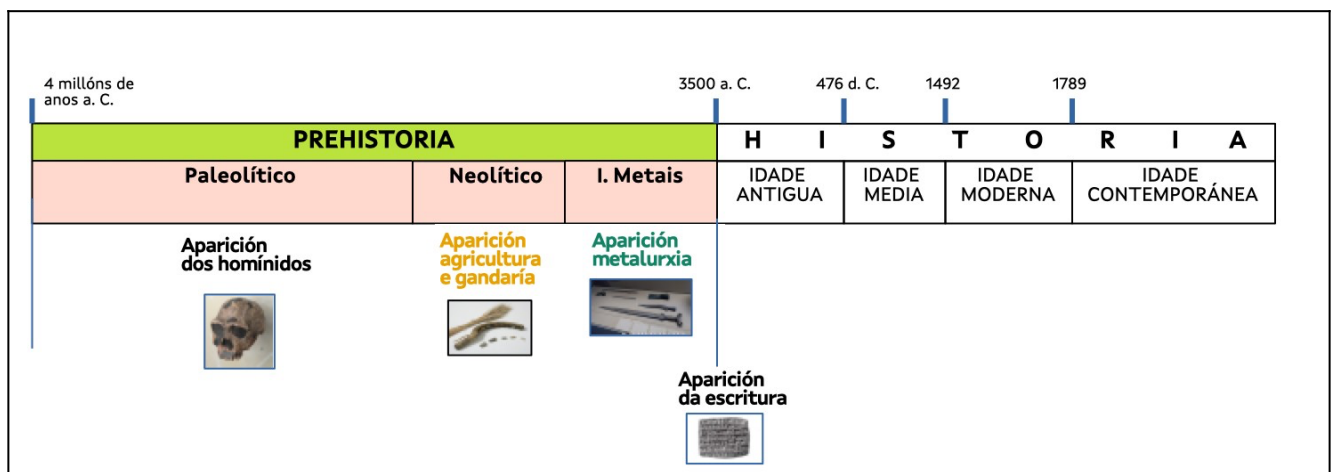 4 millóns de
anos a. C.
3500 a. C.
476 d. C.
1492
1789
PREHISTORIA
H I S T O R I A
Paleolítico
Neolítico
I. Metais
IDADE
ANTIGUA
IDADE
MEDIA
IDADE
MODERNA
IDADE
CONTEMPORÁNEA
Aparición
dos homínidos
Aparición
agricultura
e gandaría
Aparición
metalurxia
Aparición
da escritura